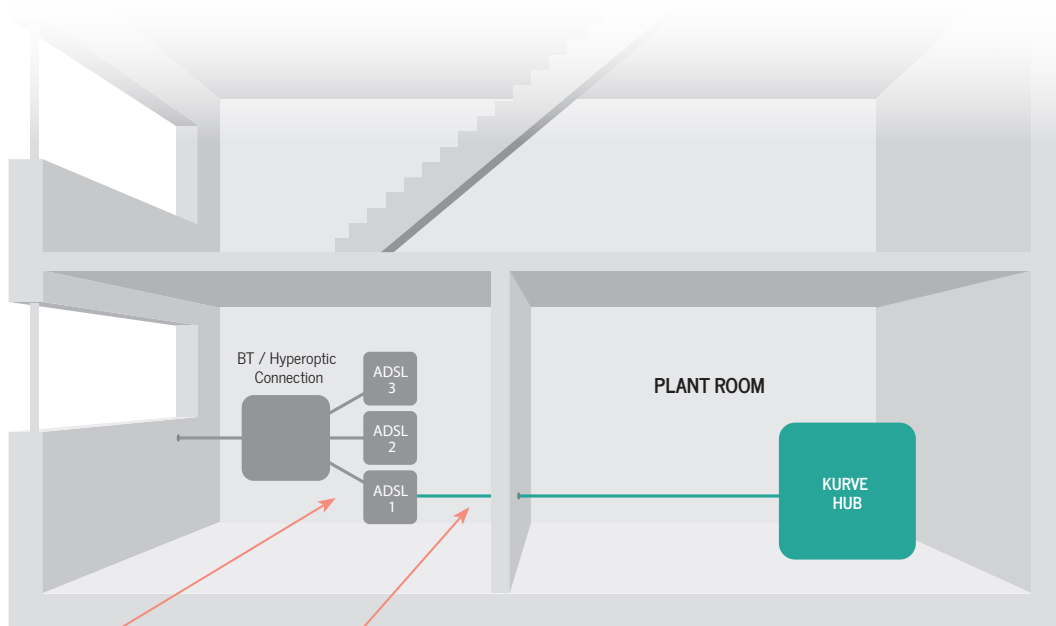 BT / Hyperoptic
Connection
ADSL
3
ADSL
2
ADSL
1
PLANT ROOM
KURVE
HUB